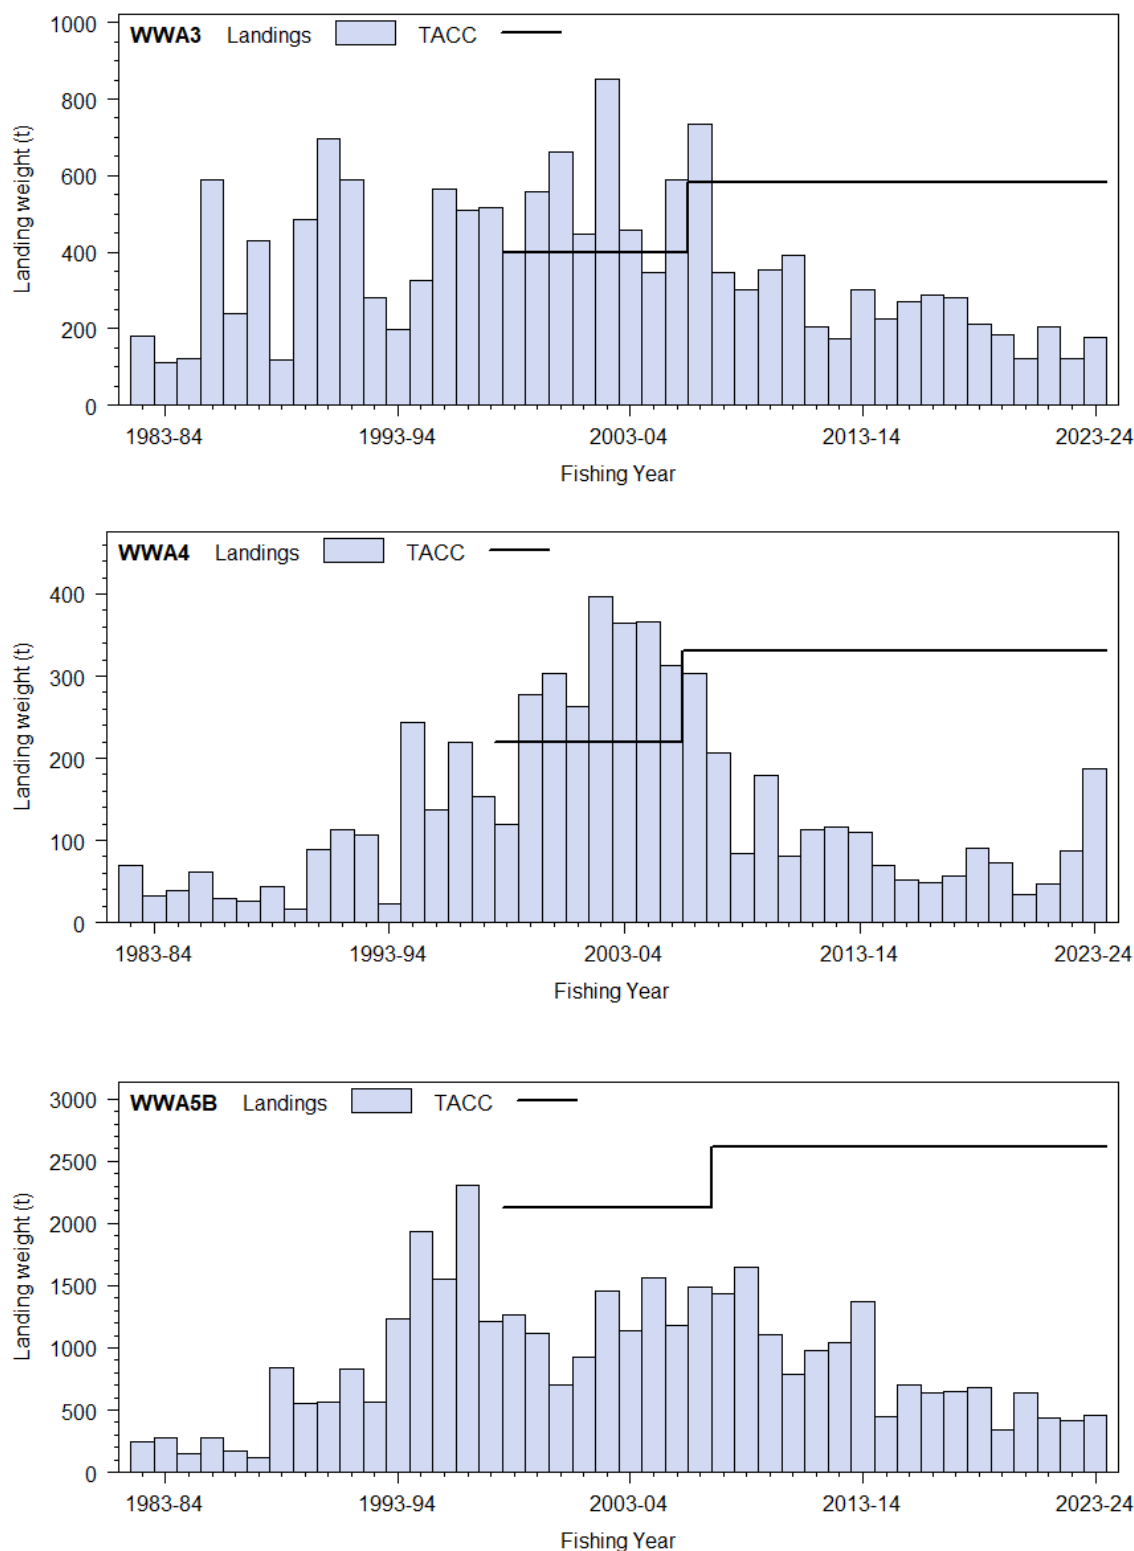 WWA3 Landings TACC
1000
800
600
400
200
0
Landing weight (t)
1983-84 1993-94 2003-04 2013-14 2023-24
Fishing Year
WWA4 Landings TACC
400
300
200
100
0
Landing weight (t)
1983-84 1993-94 2003-04 2013-14 2023-24
Fishing Year
WWA5B Landings TACC
3000
2500
2000
1500
1000
500
0
Landing weight (t)
1983-84 1993-94 2003-04 2013-14 2023-24
Fishing Year